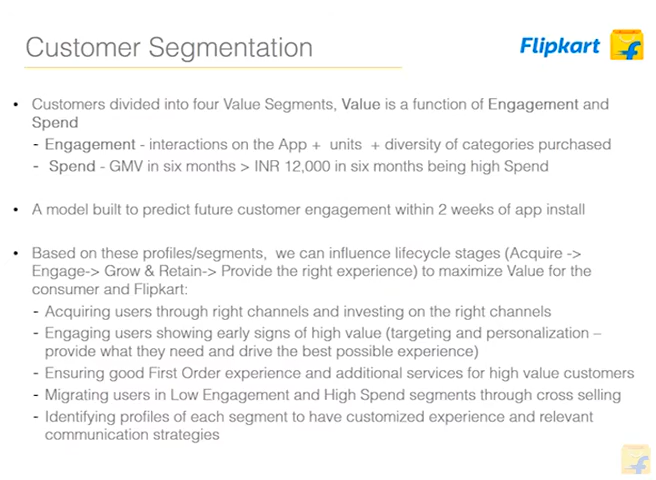 Customer Segmentation
Flipkart
• Customers divided into four Value Segments, Value is a function of Engagement and
Spend
- Engagement - interactions on the App + units + diversity of categories purchased
- Spend - GMV in six months > INR 12,000 in six months being high Spend
• A model built to predict future customer engagement within 2 weeks of app install
• Based on these profiles/segments, we can influence lifecycle stages (Acquire ->
Engage-> Grow & Retain-> Provide the right experience) to maximize Value for the
consumer and Flipkart:
- Acquiring users through right channels and investing on the right channels
- Engaging users showing early signs of high value (targeting and personalization –
provide what they need and drive the best possible experience)
- Ensuring good First Order experience and additional services for high value customers
- Migrating users in Low Engagement and High Spend segments through cross selling
- Identifying profiles of each segment to have customized experience and relevant
communication strategies